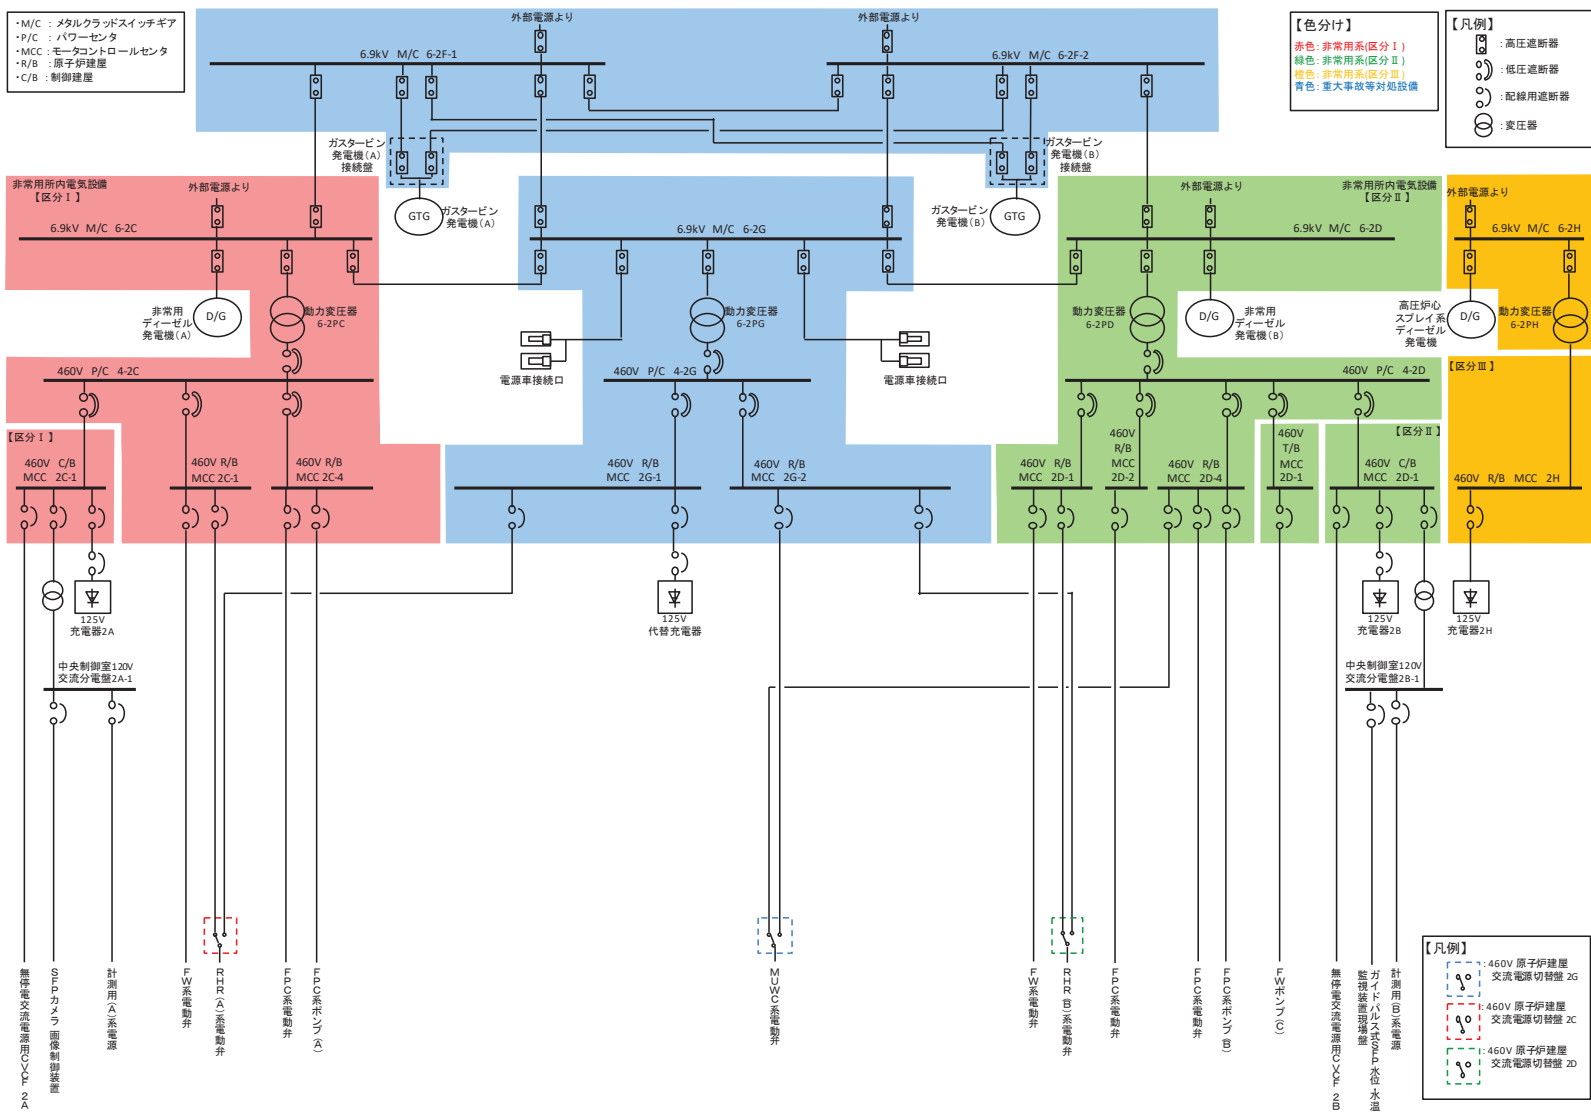 ・M/C : メタルクラッドスイッチギア
・P/C : パワーセンタ
・MCC : モータコントロールセンタ
・R/B : 原子炉建屋
・C/B : 制御建屋
外部電源より
外部電源より
6.9kV M/C 6-2F-1
6.9kV M/C 6-2F-2
【色分け】
赤色: 非常用系(区分Ⅰ)
緑色: 非常用系(区分Ⅱ)
橙色: 非常用系(区分Ⅲ)
青色: 重大事故等対処設備
【凡例】
: 高圧遮断器
: 低圧遮断器
: 配線用遮断器
: 変圧器
ガスタービン
発電機(A)
接続盤
ガスタービン
発電機(B)
接続盤
非常用所内電気設備
【区分Ⅰ】
外部電源より
6.9kV M/C 6-2C
GTG
ガスタービン
発電機(A)
6.9kV M/C 6-2G
ガスタービン
発電機(B)
GTG
外部電源より
非常用所内電気設備
【区分Ⅱ】
6.9kV M/C 6-2D
外部電源より
6.9kV M/C 6-2H
非常用
ディーゼル
発電機(A)
D/G
動力変圧器
6-2PC
動力変圧器
6-2PG
動力変圧器
6-2PD
D/G
非常用
ディーゼル
発電機(B)
高圧炉心
スプレイ系
ディーゼル
発電機
D/G
動力変圧器
6-2PH
電源車接続口
電源車接続口
460V P/C 4-2C
460V P/C 4-2G
460V P/C 4-2D
【区分Ⅲ】
【区分Ⅰ】
460V C/B
MCC 2C-1
460V R/B
MCC 2C-1
460V R/B
MCC 2C-4
460V R/B
MCC 2G-1
460V R/B
MCC 2G-2
460V R/B
MCC 2D-1
460V
R/B
MCC
2D-2
460V R/B
MCC 2D-4
460V
T/B
MCC
2D-1
【区分Ⅱ】
460V C/B
MCC 2D-1
460V R/B MCC 2H
125V
充電器2A
125V
代替充電器
125V
充電器2B
125V
充電器2H
中央制御室120V
交流分電盤2A-1
中央制御室120V
交流分電盤2B-1
無停電交流電源用CVCF 2A
SFPカメラ 画像制御装置
計測用(A)系電源
FW系電動弁
RHR(A)系電動弁
FPC系電動弁
FPC系ポンプ(A)
MUWC系電動弁
FW系電動弁
RHR(B)系電動弁
FPC系電動弁
FPC系電動弁
FPC系ポンプ(B)
FWポンプ(C)
無停電交流電源用CVCF 2B
ガイドパルス式SFP水位・水温
監視装置現場盤
計測用(B)系電源
【凡例】
: 460V 原子炉建屋
交流電源切替盤 2G
: 460V 原子炉建屋
交流電源切替盤 2C
: 460V 原子炉建屋
交流電源切替盤 2D